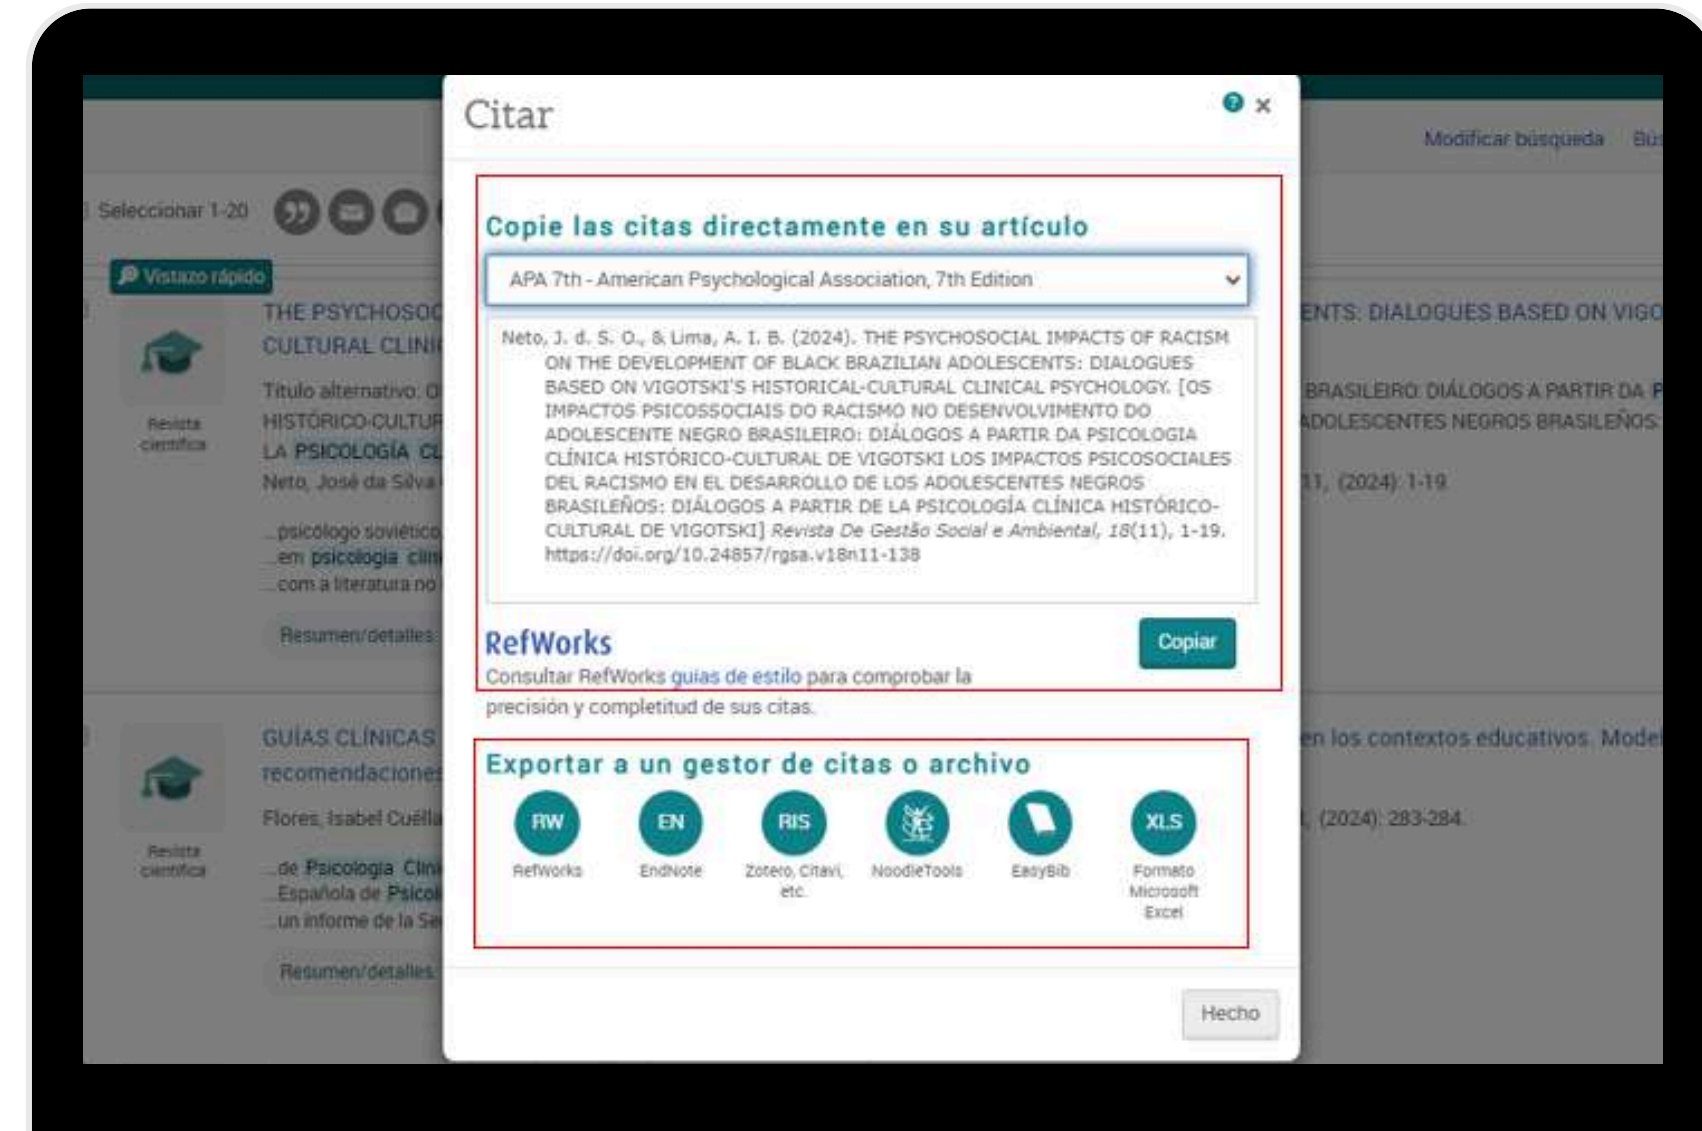 Citar
?
×
Modificar búsqueda
Seleccionar 1-20
Copie las citas directamente en su artículo
APA 7th - American Psychological Association, 7th Edition
Neto, J. d. S. O., & Lima, A. I. B. (2024). THE PSYCHOSOCIAL IMPACTS OF RACISM
ON THE DEVELOPMENT OF BLACK BRAZILIAN ADOLESCENTS: DIALOGUES
BASED ON VIGOTSKI'S HISTORICAL-CULTURAL CLINICAL PSYCHOLOGY. [OS
IMPACTOS PSICOSSOCIAIS DO RACISMO NO DESENVOLVIMENTO DO
ADOLESCENTE NEGRO BRASILEIRO: DIÁLOGOS A PARTIR DA PSICOLOGIA
CLÍNICA HISTÓRICO-CULTURAL DE VIGOTSKI LOS IMPACTOS PSICOSOCIALES
DEL RACISMO EN EL DESARROLLO DE LOS ADOLESCENTES NEGROS
BRASILEÑOS: DIÁLOGOS A PARTIR DE LA PSICOLOGÍA CLÍNICA HISTÓRICO-
CULTURAL DE VIGOTSKI] Revista De Gestão Social e Ambiental, 18(11), 1-19.
https://doi.org/10.24857/rgsa.v18n11-138
RefWorks
Copiar
Consultar RefWorks guías de estilo para comprobar la
precisión y completitud de sus citas.
Exportar a un gestor de citas o archivo
RW
EN
RIS
XLS
RefWorks
EndNote
Zotero, Citavi,
etc.
NoodleTools
EasyBib
Formato
Microsoft
Excel
Hecho
Vistazo rápido
THE PSYCHOSOC
ENTS: DIALOGUES BASED ON VIGO
CULTURAL CLINI
Título alternativo: O
BRASILEIRO: DIÁLOGOS A PARTIR DA P
Revista
científica
HISTÓRICO-CULTUR
ADOLESCENTES NEGROS BRASILEÑOS:
LA PSICOLOGÍA CL
Neto, José da Silva
11, (2024): 1-19.
...psicólogo soviético,
...em psicologia clíni
...com a literatura no
Resumen/detalles
GUÍAS CLÍNICAS
en los contextos educativos. Model
recomendaciones
Flores, Isabel Cuélla
, (2024): 283-284.
Revista
científica
...de Psicología Clíni
...Española de Psicol
...un informe de la Se
Resumen/detalles